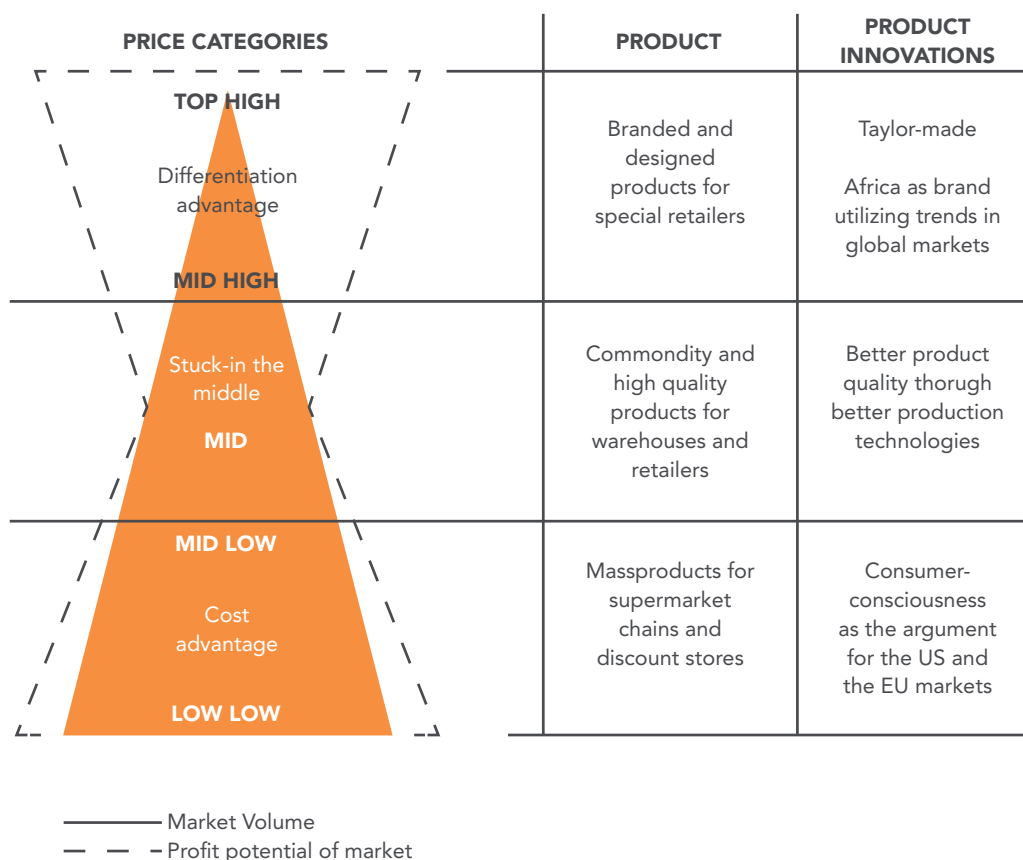 PRICE CATEGORIES
PRODUCT
PRODUCT
INNOVATIONS
TOP HIGH
Differentiation
advantage
MID HIGH
Branded and
designed
products for
special retailers
Taylor-made
Africa as brand
utilizing trends in
global markets
Stuck-in the
middle
MID
Commondity and
high quality
products for
warehouses and
retailers
Better product
quality thorugh
better production
technologies
MID LOW
Cost
advantage
LOW LOW
Massproducts for
supermarket
chains and
discount stores
Consumer-
consciousness
as the argument
for the US and
the EU markets
Market Volume
Profit potential of market